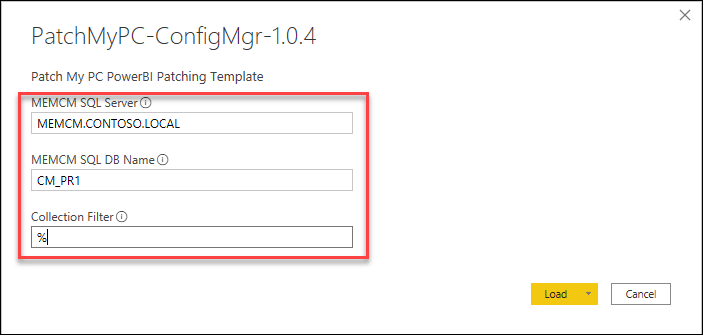 PatchMyPC-ConfigMgr-1.0.4
Patch My PC PowerBI Patching Template
MEMCM SQL Server
MEMCM.CONTOSO.LOCAL
MEMCM SQL DB Name
CM_PR1
Collection Filter
%
Load
Cancel